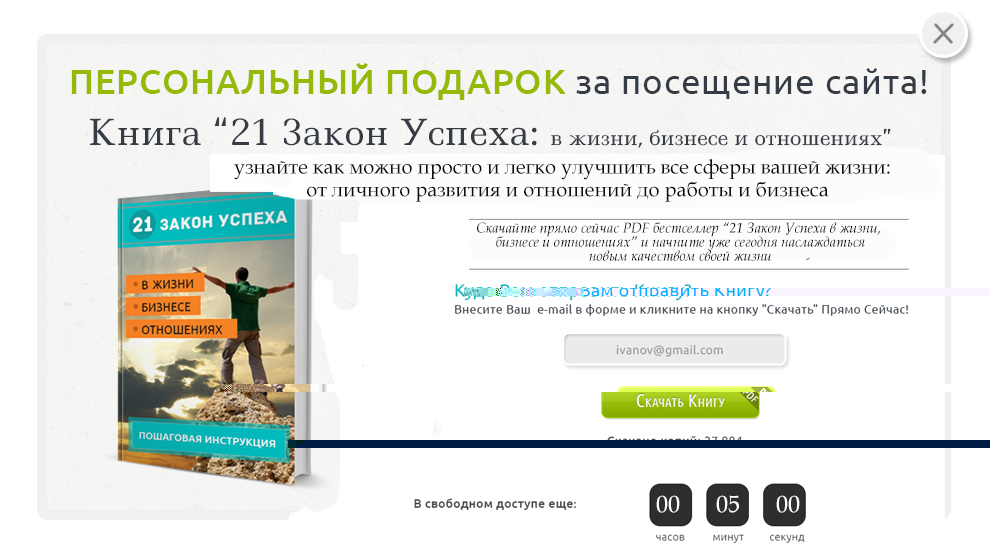 ПЕРСОНАЛЬНЫЙ ПОДАРОК за посещение сайта!
Книга “21 Закон Успеха: в жизни, бизнесе и отношениях”
узнайте как можно просто и легко улучшить все сферы вашей жизни:
от личного развития и отношений до работы и бизнеса
21 ЗАКОН УСПЕХА
В ЖИЗНИ
БИЗНЕСЕ
ОТНОШЕНИЯХ
ПОШАГОВАЯ ИНСТРУКЦИЯ
Скачайте прямо сейчас PDF бестселлер “21 Закон Успеха в жизни,
бизнесе и отношениях” и начните уже сегодня наслаждаться
новым качеством своей жизни
отправить книгу?
Внесите Ваш e-mail в форме и кликните на кнопку "Скачать" Прямо Сейчас!
ivanov@gmail.com
Скачать Книгу
PDF
В свободном доступе еще:
00 05 00
часов минут секунд